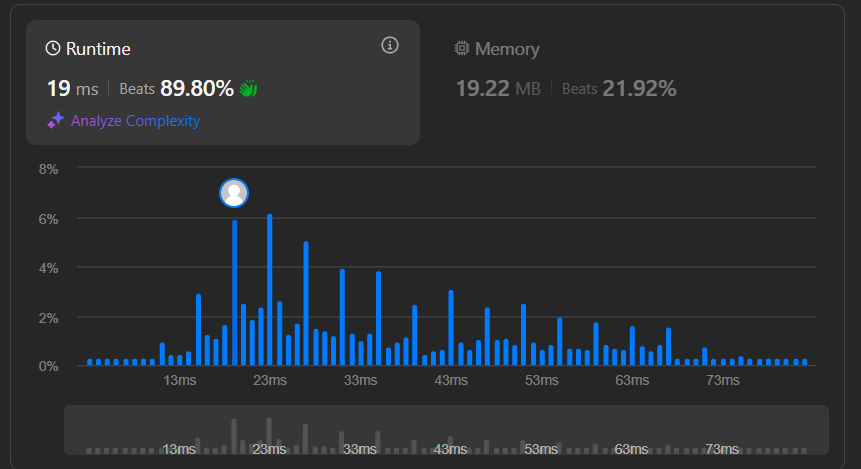 Runtime
19 ms Beats 89.80%
Analyze Complexity
Memory
19.22 MB Beats 21.92%
8%
6%
4%
2%
0%
13ms 23ms 33ms 43ms 53ms 63ms 73ms
13ms 23ms 33ms 43ms 53ms 63ms 73ms